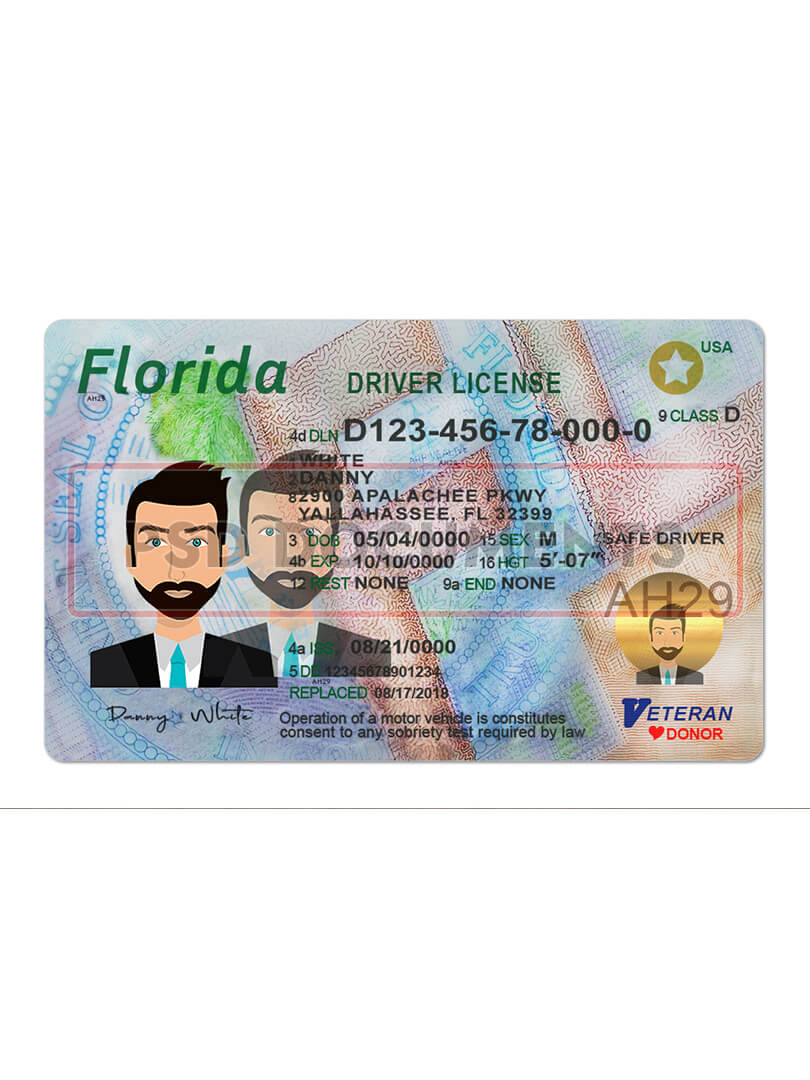 Florida
AH29
DRIVER LICENSE
USA
9 CLASS D
4d DLN D123-456-78-000-0
WHITE
2 DANNY
82900 APALACHEE PKWY
YALLAHASSEE, FL 32399
3 DOB 05/04/0000 15 SEX M SAFE DRIVER
PSD DOCUMENTS
4b EXP 10/10/0000 16 HGT 5’-07”
12 REST NONE 9a END NONE
AH29
4a ISS. 08/21/0000
5 DD 12345678901234
AH29
REPLACED 08/17/2018
Danny White
Operation of a motor vehicle is constitutes
consent to any sobriety test required by law
VETERAN
DONOR